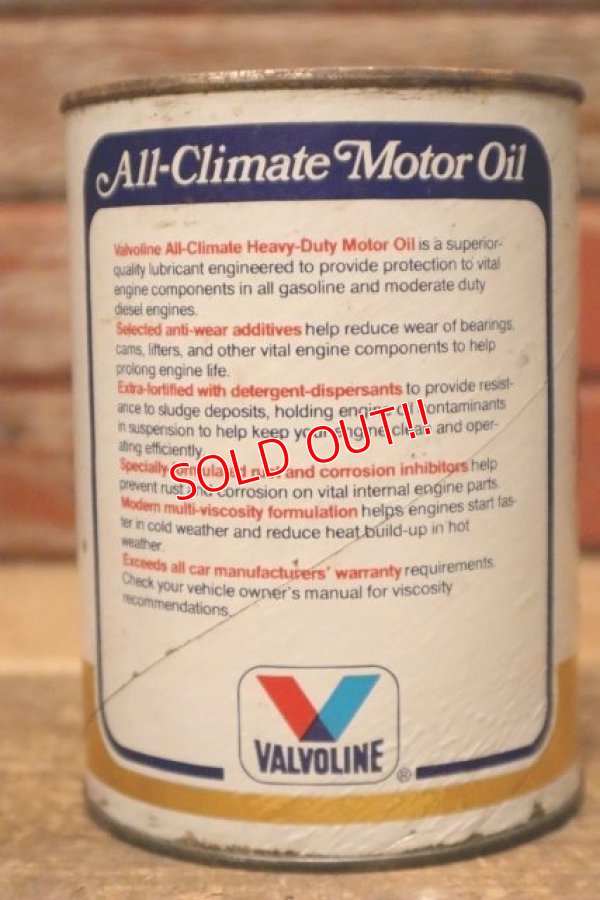 All-Climate Motor Oil
Valvoline All-Climate Heavy-Duty Motor Oil is a superior-
quality lubricant engineered to provide protection to vital
engine components in all gasoline and moderate duty
diesel engines.
Selected anti-wear additives help reduce wear of bearings,
cams, lifters, and other vital engine components to help
prolong engine life.
Extra-fortified with detergent-dispersants to provide resist-
ance to sludge deposits, holding engine oil contaminants
in suspension to help keep your engine clean and oper-
ating efficiently.
Specially formulated rust and corrosion inhibitors help
prevent rust and corrosion on vital internal engine parts.
Modern multi-viscosity formulation helps engines start fas-
ter in cold weather and reduce heat build-up in hot
weather.
Exceeds all car manufacturers' warranty requirements.
Check your vehicle owner's manual for viscosity
recommendations.
SOLD OUT!!
VALVOLINE ®